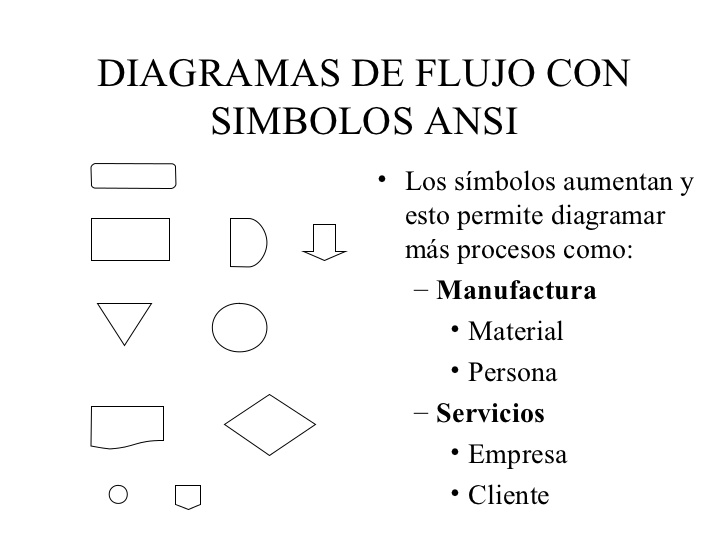 DIAGRAMAS DE FLUJO CON
SIMBOLOS ANSI
• Los símbolos aumentan y
esto permite diagramar
más procesos como:
– Manufactura
• Material
• Persona
– Servicios
• Empresa
• Cliente